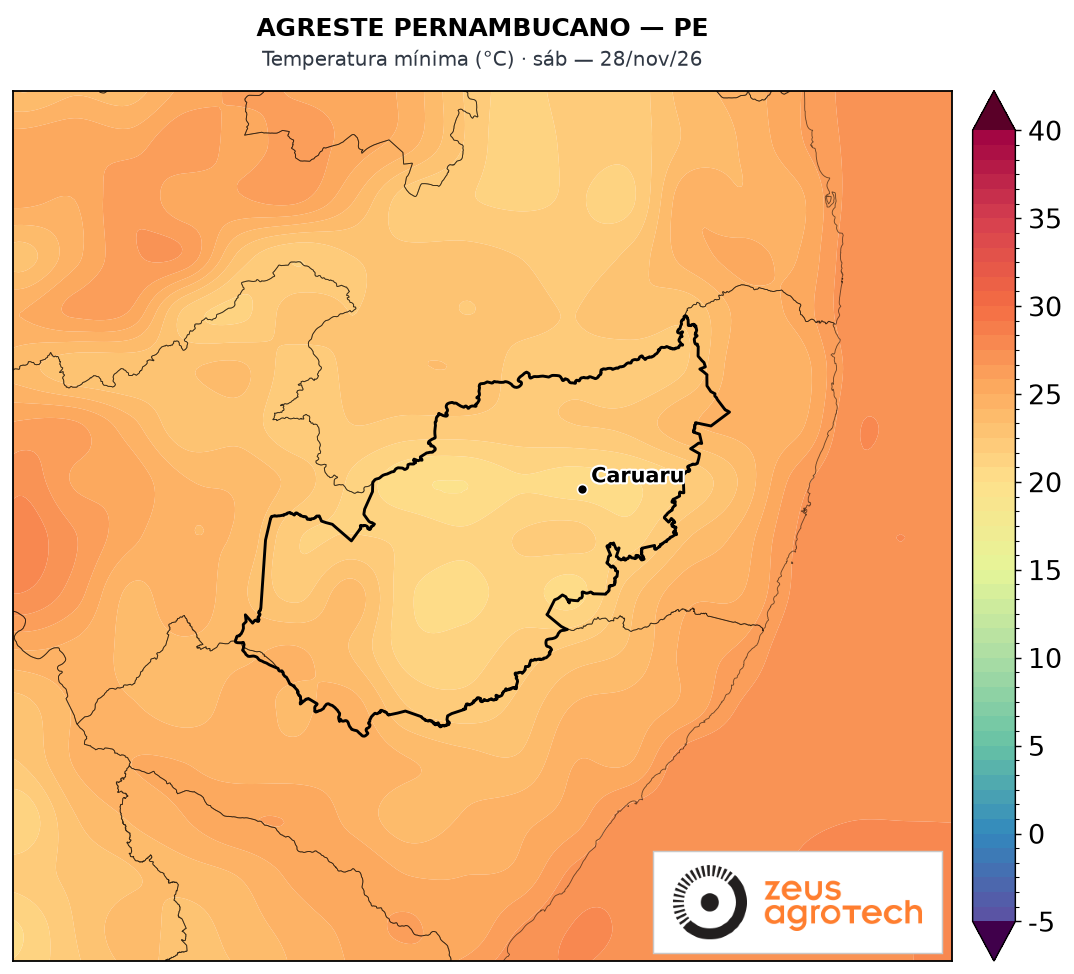 AGRESTE PERNAMBUCANO — PE
Temperatura mínima (°C) · sáb — 28/nov/26
40
35
30
25
20
15
10
5
0
-5
Caruaru
zeus
agrotech